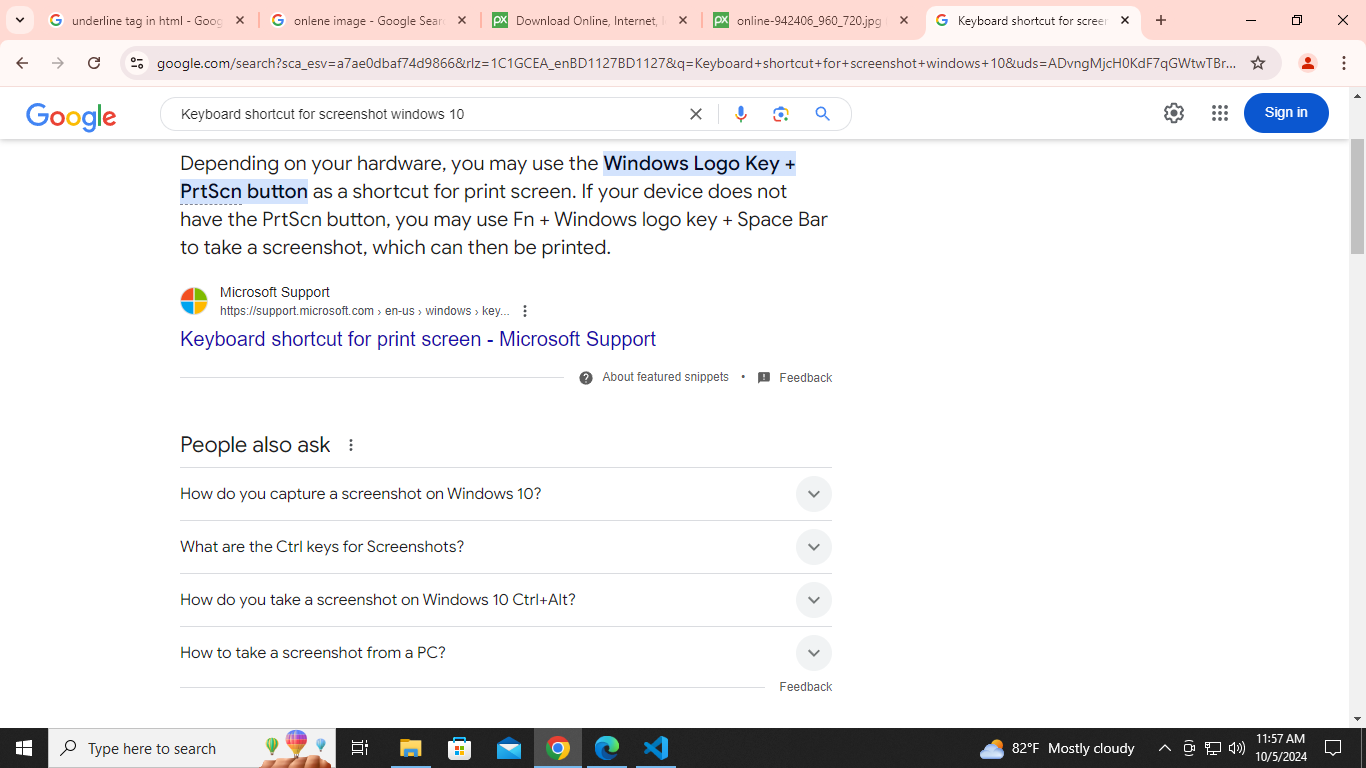 underline tag in html - Goog
onlene image - Google Sear
Download Online, Internet, I
online-942406_960_720.jpg
Keyboard shortcut for screen
google.com/search?sca_esv=a7ae0dbaf74d9866&rlz=1C1GCEA_enBD1127BD1127&q=Keyboard+shortcut+for+screenshot+windows+10&uds=ADvngMjcH0KdF7qGWtwTBr...
Google
Keyboard shortcut for screenshot windows 10
Sign in
Depending on your hardware, you may use the Windows Logo Key +
PrtScn button as a shortcut for print screen. If your device does not
have the PrtScn button, you may use Fn + Windows logo key + Space Bar
to take a screenshot, which can then be printed.
Microsoft Support
https://support.microsoft.com › en-us › windows › key...
Keyboard shortcut for print screen - Microsoft Support
About featured snippets • Feedback
People also ask
How do you capture a screenshot on Windows 10?
What are the Ctrl keys for Screenshots?
How do you take a screenshot on Windows 10 Ctrl+Alt?
How to take a screenshot from a PC?
Feedback
Type here to search
82°F Mostly cloudy
11:57 AM
10/5/2024